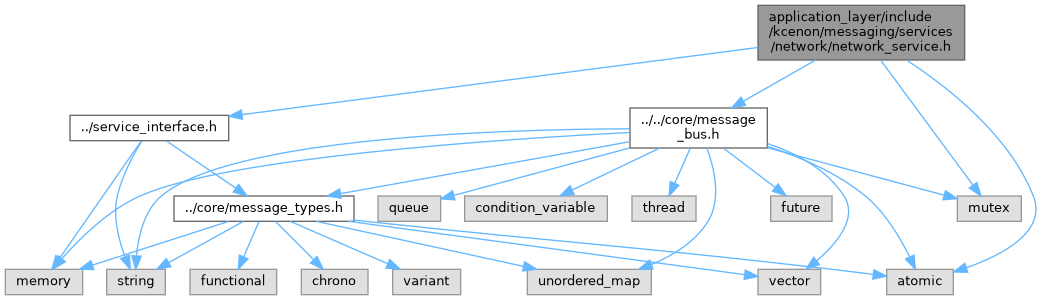 application_layer/include
/kcenon/messaging/services
/network/network_service.h
../service_interface.h
../../core/message
_bus.h
../core/message_types.h
queue
condition_variable
thread
future
mutex
memory
string
functional
chrono
variant
unordered_map
vector
atomic